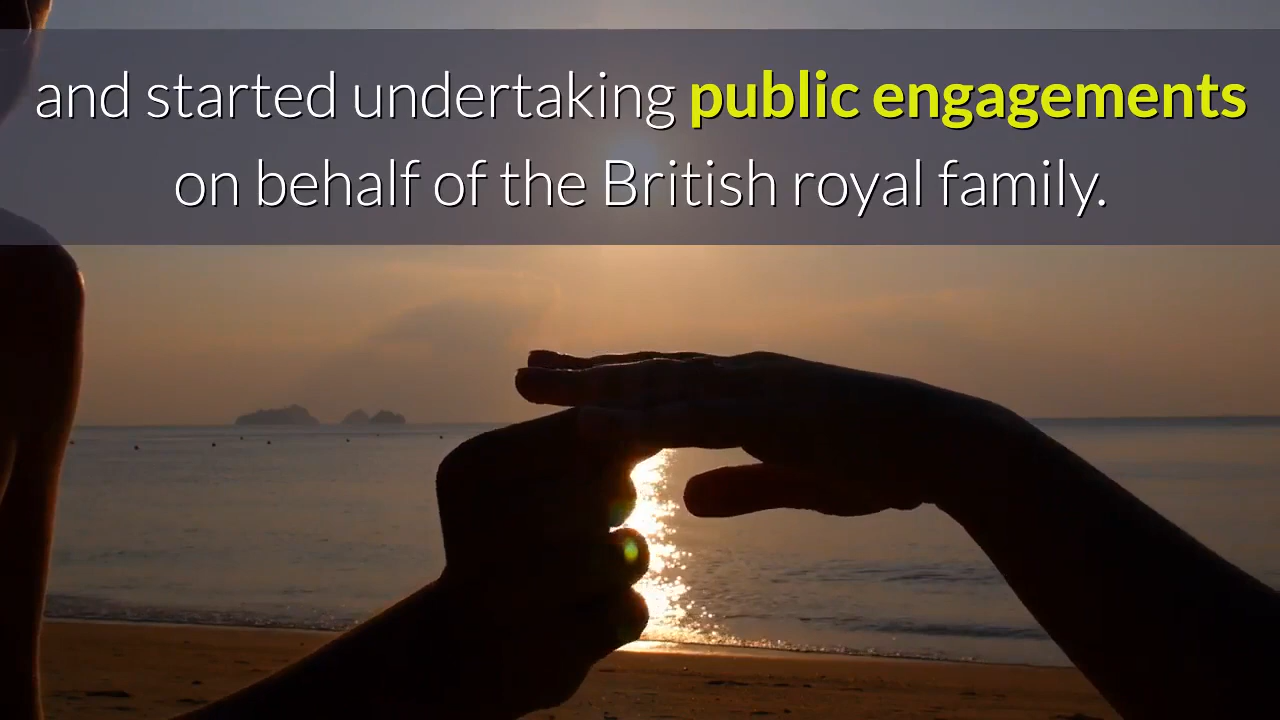 and started undertaking public engagements
on behalf of the British royal family.